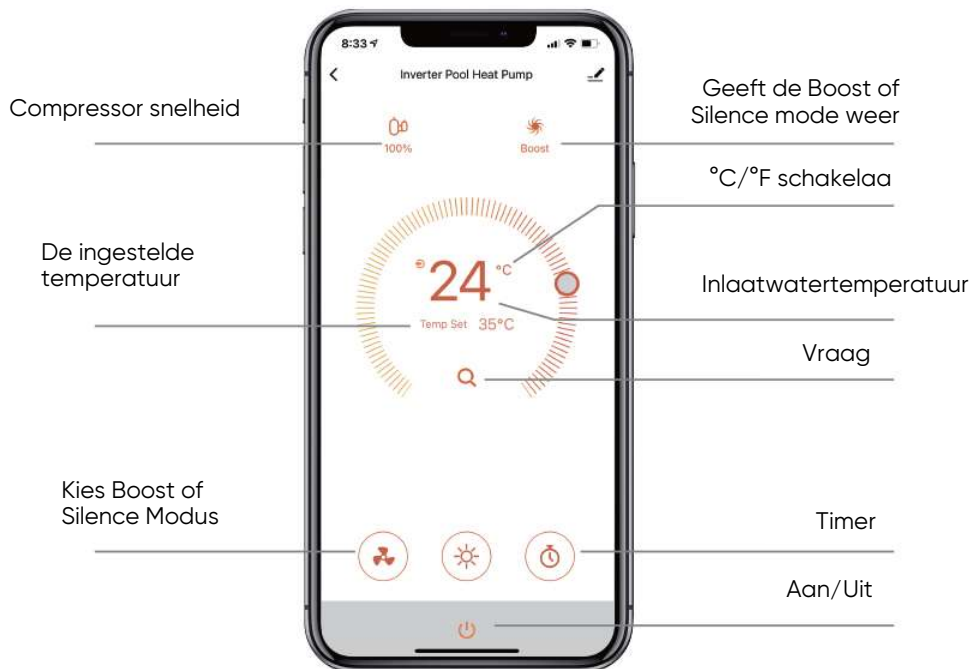 8:33
Inverter Pool Heat Pump
Compressor snelheid
100%
Boost
Geeft de Boost of
Silence mode weer
°C/°F schakelaa
De ingestelde
temperatuur
24 °C
Temp Set 35°C
Inlaatwatertemperatuur
Vraag
Kies Boost of
Silence Modus
Timer
Aan/Uit